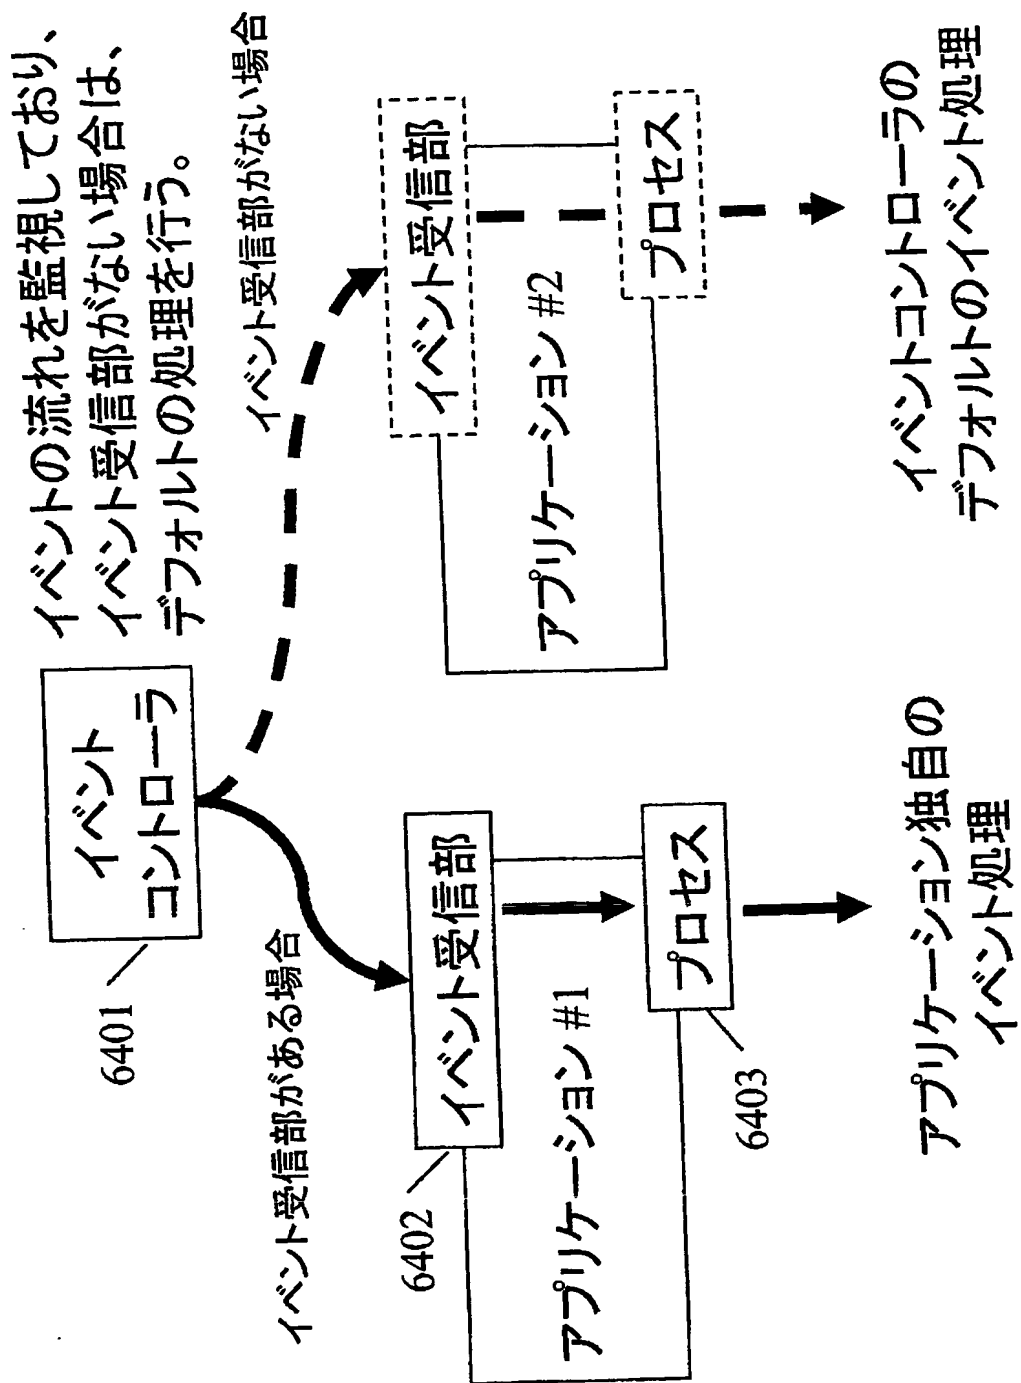 イベントの流れを監視しており、
イベント受信部がない場合は、
デフォルトの処理を行う。
イベント
コントローラ
6401
イベント受信部がある場合
イベント受信部がない場合
イベント受信部
6402
アプリケーション #1
プロセス
6403
アプリケーション独自の
イベント処理
イベント受信部
アプリケーション #2
プロセス
イベントコントローラの
デフォルトのイベント処理